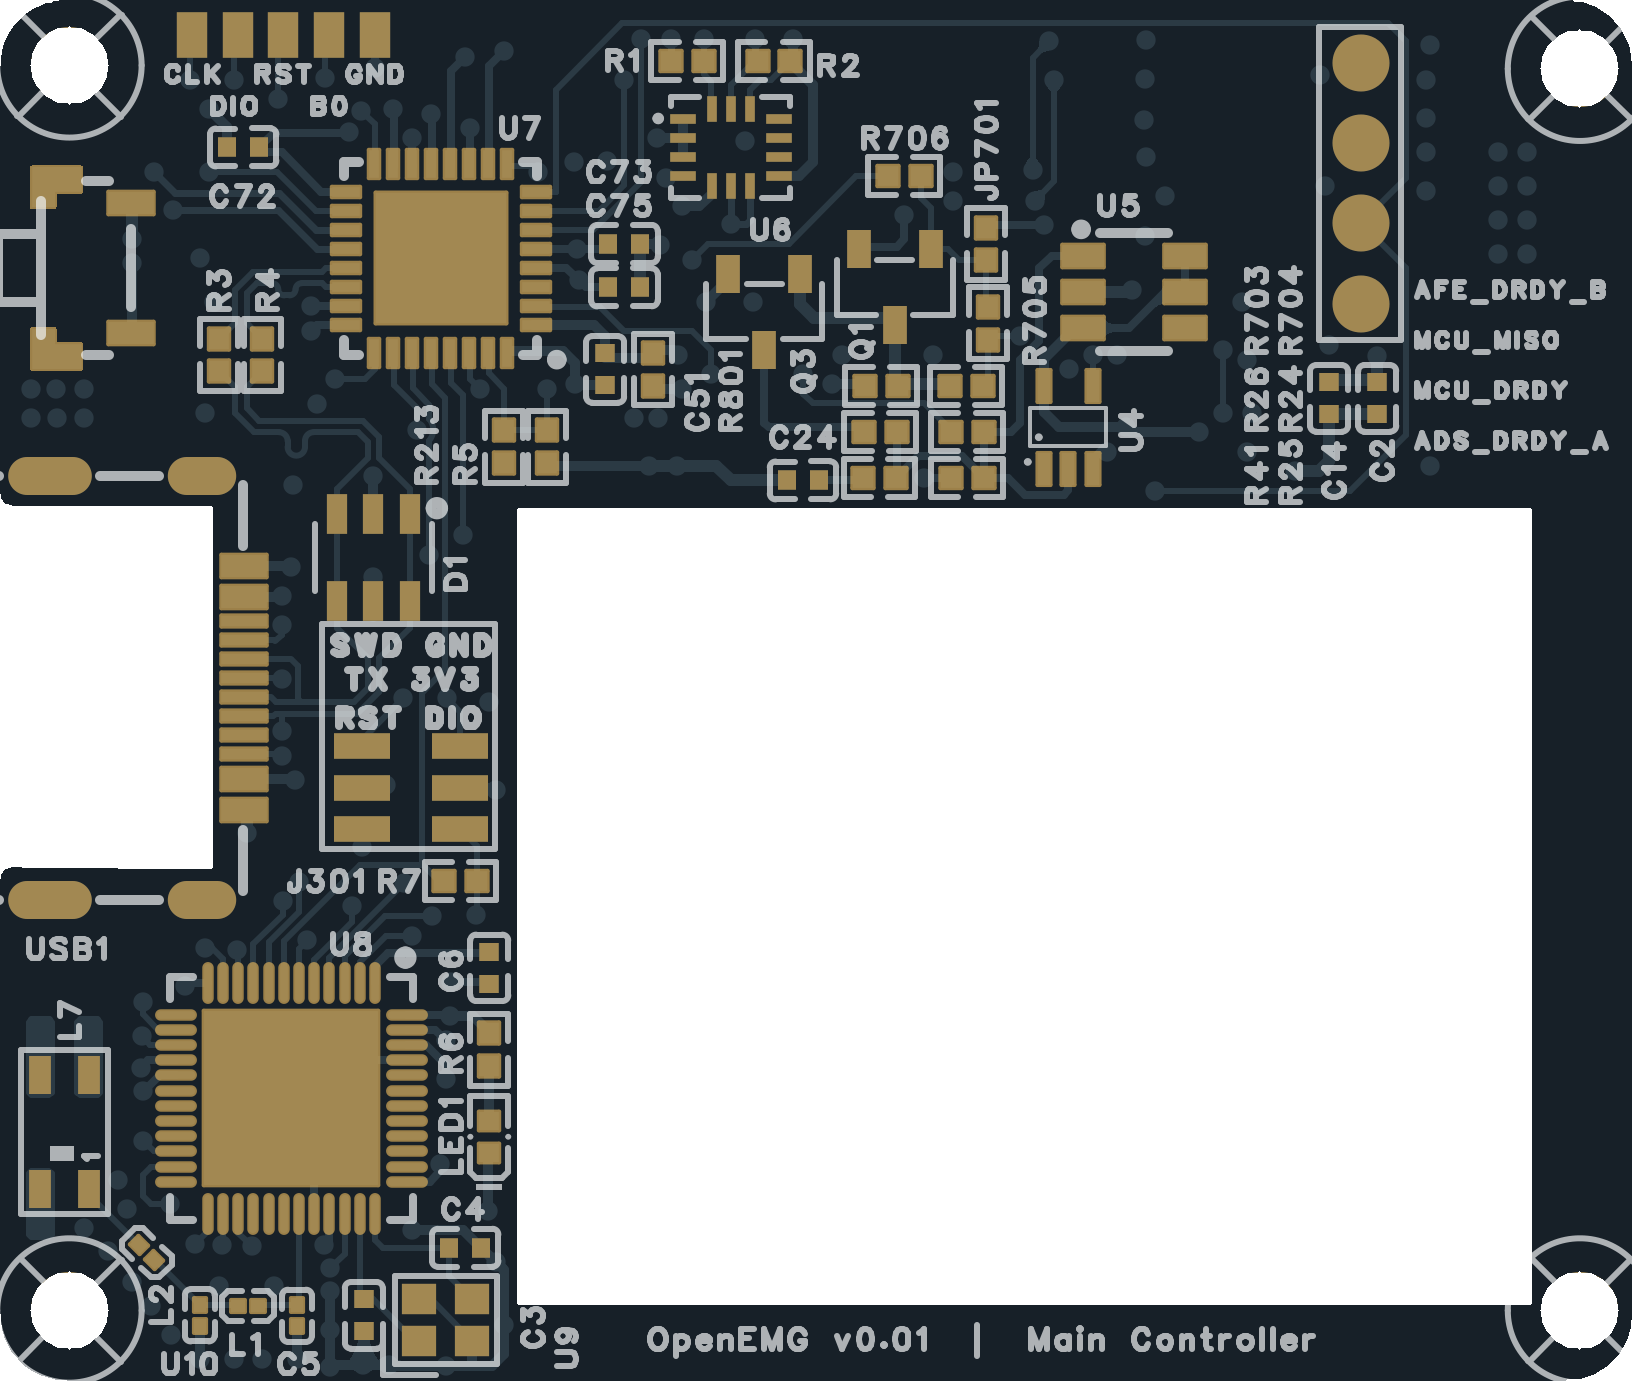 CLK RST GND
DIO B0
R1
R2
U7
C72
C73
C75
R706
JP701
U5
U6
R3
R4
R705
R703
R704
AFE_DRDY_B
MCU_MISO
MCU_DRDY
ADS_DRDY_A
Q1
Q3
C51
R801
R213
R5
C24
U4
R41 R26
R25 R24
C14
C2
D1
SWD GND
TX 3V3
RST DIO
J301
R7
USB1
U8
C6
L7
R6
LED1
1
C4
L2
L1
U10
C5
C3
U9
OpenEMG v0.01 | Main Controller